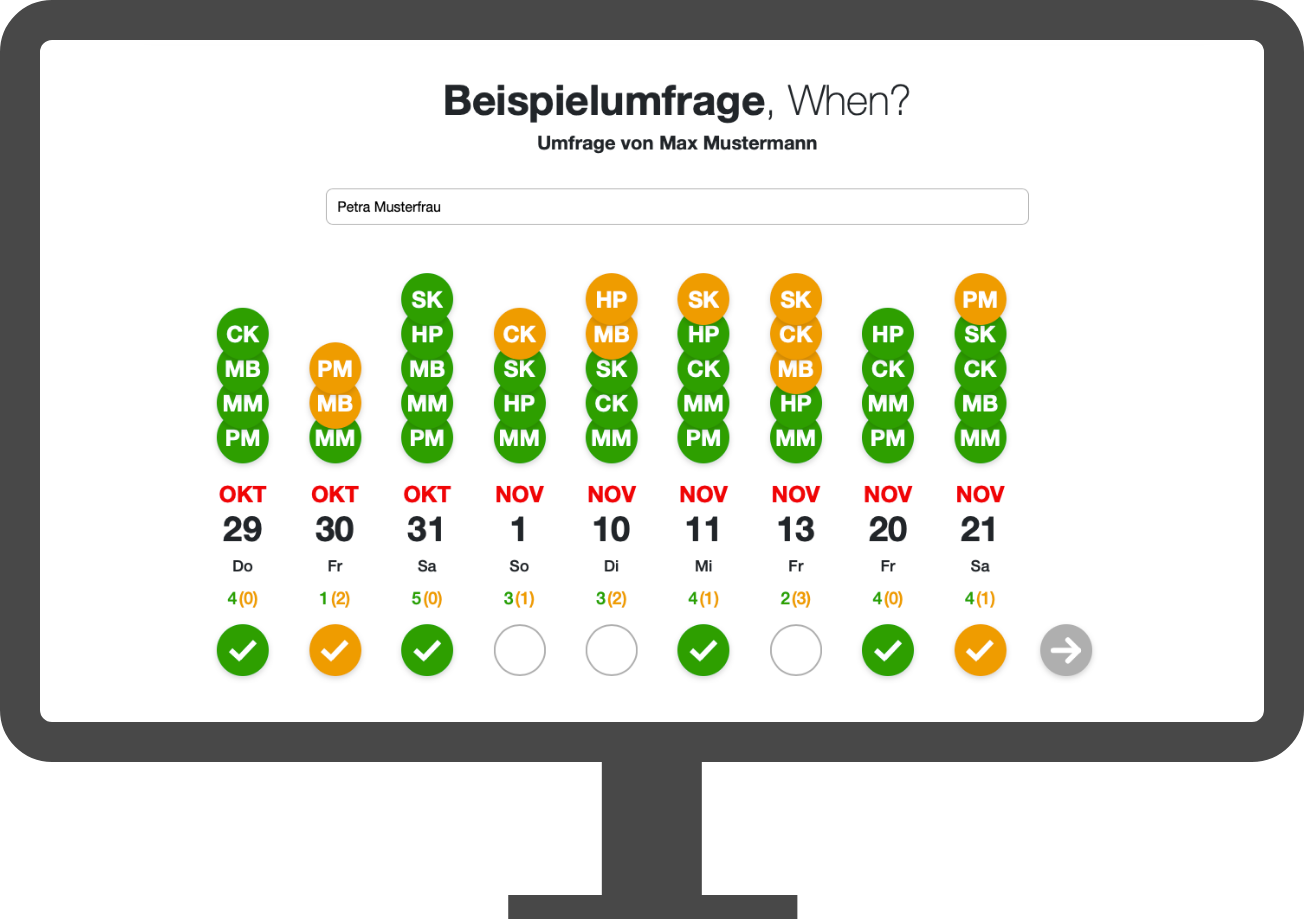 Beispielumfrage, When?
Umfrage von Max Mustermann
Petra Musterfrau
SK HP SK SK PM
CK SK HP CK MB HP CK HP SK
MB PM MB SK SK CK MB CK CK
MM MB MM HP CK MM HP MM MB
PM MM PM MM MM PM MM PM MM
OKT OKT OKT NOV NOV NOV NOV NOV NOV
29 30 31 1 10 11 13 20 21
Do Fr Sa So Di Mi Fr Fr Sa
4(0) 1(2) 5(0) 3(1) 3(2) 4(1) 2(3) 4(0) 4(1)